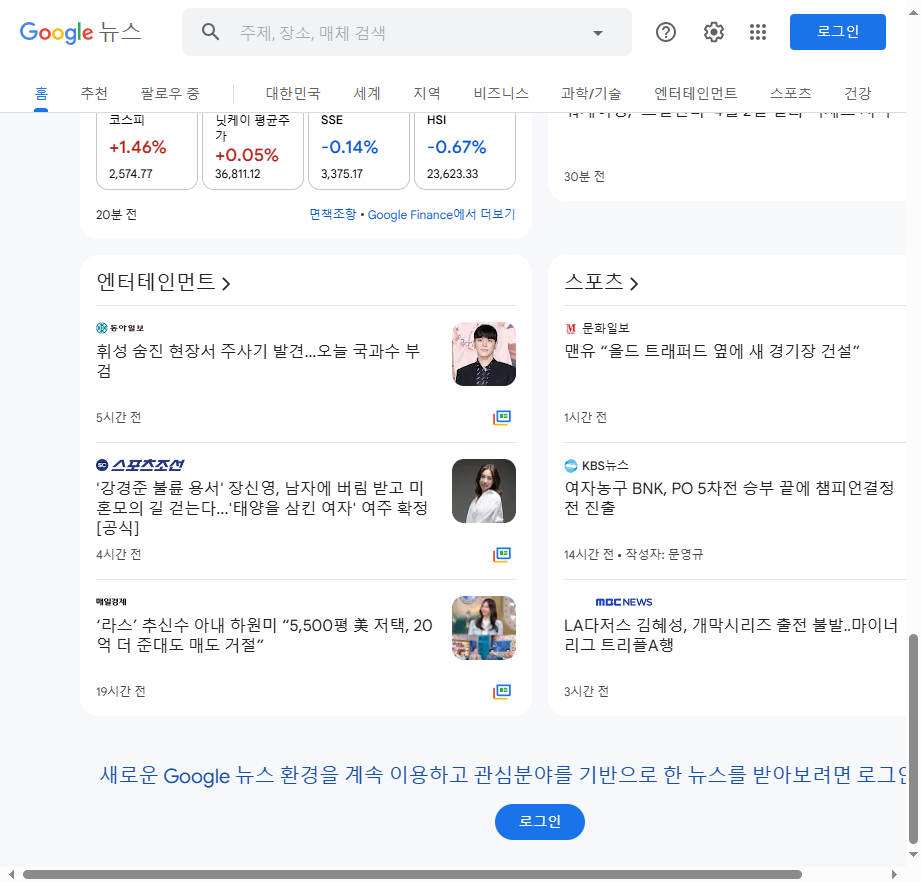 Google 뉴스
주제, 장소, 매체 검색
로그인
홈 추천 팔로우 중 대한민국 세계 지역 비즈니스 과학/기술 엔터테인먼트 스포츠 건강
코스피
+1.46%
2,574.77
닛케이 평균주
가
+0.05%
36,811.12
SSE
-0.14%
3,375.17
HSI
-0.67%
23,623.33
20분 전
면책조항 • Google Finance에서 더보기
30분 전
엔터테인먼트
동아일보
휘성 숨진 현장서 주사기 발견…오늘 국과수 부
검
5시간 전
스포츠조선
'강경준 불륜 용서' 장신영, 남자에 버림 받고 미
혼모의 길 걷는다…'태양을 삼킨 여자' 여주 확정
[공식]
4시간 전
매일경제
‘라스’ 추신수 아내 하원미 “5,500평 美 저택, 20
억 더 준대도 매도 거절”
19시간 전
스포츠
문화일보
맨유 “올드 트래퍼드 옆에 새 경기장 건설”
1시간 전
KBS뉴스
여자농구 BNK, PO 5차전 승부 끝에 챔피언결정
전 진출
14시간 전 • 작성자: 문영규
MBC NEWS
LA다저스 김혜성, 개막시리즈 출전 불발..마이너
리그 트리플A행
3시간 전
새로운 Google 뉴스 환경을 계속 이용하고 관심분야를 기반으로 한 뉴스를 받아보려면 로그인
로그인